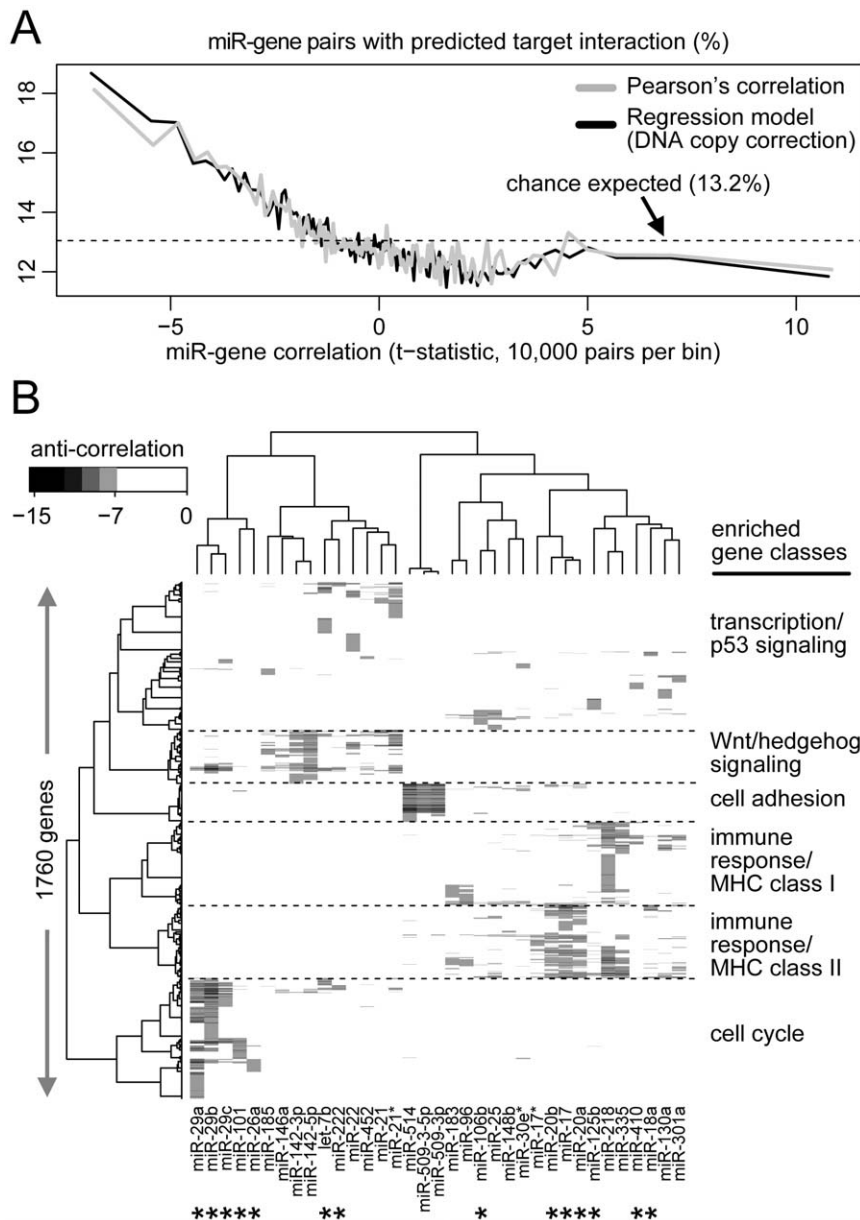 A
miR-gene pairs with predicted target interaction (%)
18
16
14
12
Pearson's correlation
Regression model
(DNA copy correction)
chance expected (13.2%)
−5
0
5
10
miR-gene correlation (t−statistic, 10,000 pairs per bin)
B
anti-correlation
−15
−7
0
enriched
gene classes
transcription/
p53 signaling
Wnt/hedgehog
signaling
cell adhesion
immune
response/
MHC class I
immune
response/
MHC class II
cell cycle
1760 genes
miR-29a
miR-29b
miR-29c
miR-101
miR-26a
miR-185
miR-146a
miR-142-3p
miR-142-5p
let-7b
miR-222
miR-22
miR-452
miR-21
miR-21*
miR-514
miR-509-3-5p
miR-509-3p
miR-183
miR-96
miR-106b
miR-25
miR-148b
miR-30e*
miR-17*
miR-20b
miR-17
miR-20a
miR-125b
miR-218
miR-335
miR-410
miR-18a
miR-130a
miR-301a
***** ** * **** **